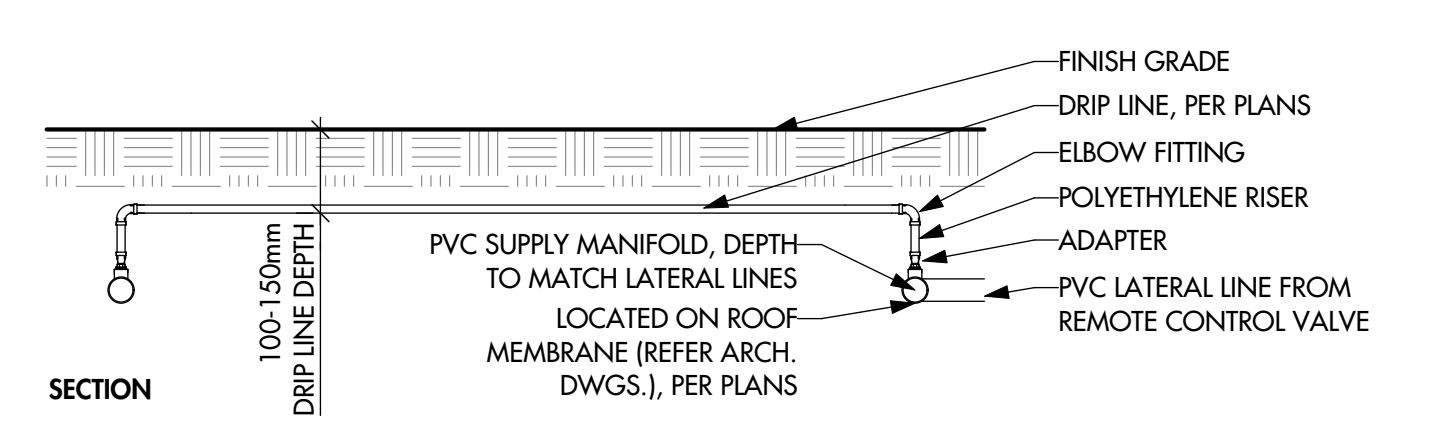 FINISH GRADE
DRIP LINE, PER PLANS
ELBOW FITTING
POLYETHYLENE RISER
ADAPTER
PVC LATERAL LINE FROM
REMOTE CONTROL VALVE
PVC SUPPLY MANIFOLD, DEPTH
TO MATCH LATERAL LINES
LOCATED ON ROOF
MEMBRANE (REFER ARCH.
DWGS.), PER PLANS
100-150mm
DRIP LINE DEPTH
SECTION